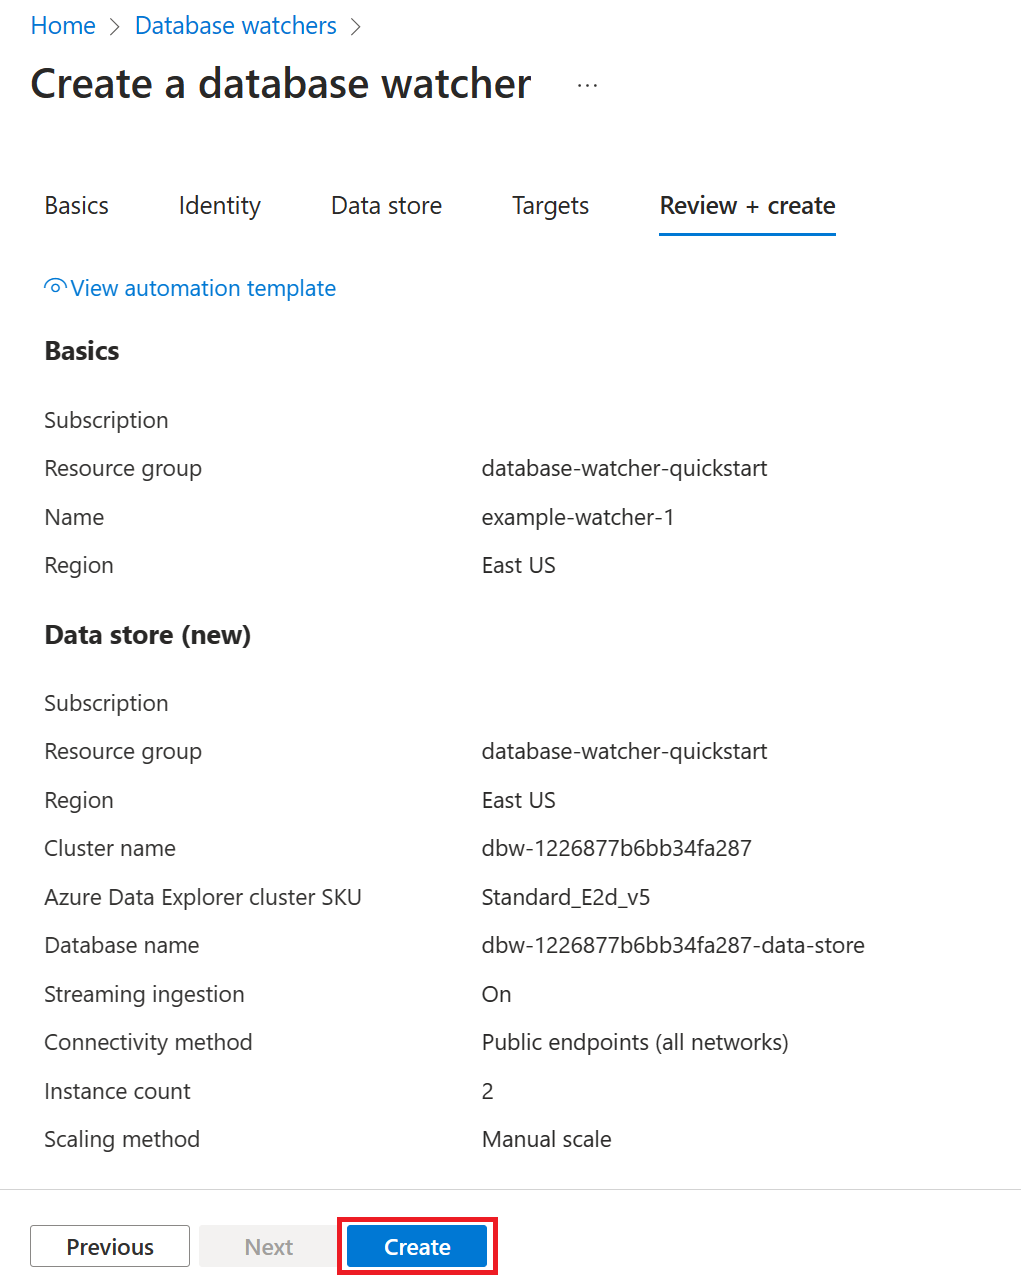 Home > Database watchers >
Create a database watcher ...
Basics Identity Data store Targets Review + create
View automation template
Basics
Subscription
Resource group database-watcher-quickstart
Name example-watcher-1
Region East US
Data store (new)
Subscription
Resource group database-watcher-quickstart
Region East US
Cluster name dbw-1226877b6bb34fa287
Azure Data Explorer cluster SKU Standard_E2d_v5
Database name dbw-1226877b6bb34fa287-data-store
Streaming ingestion On
Connectivity method Public endpoints (all networks)
Instance count 2
Scaling method Manual scale
Previous Next Create